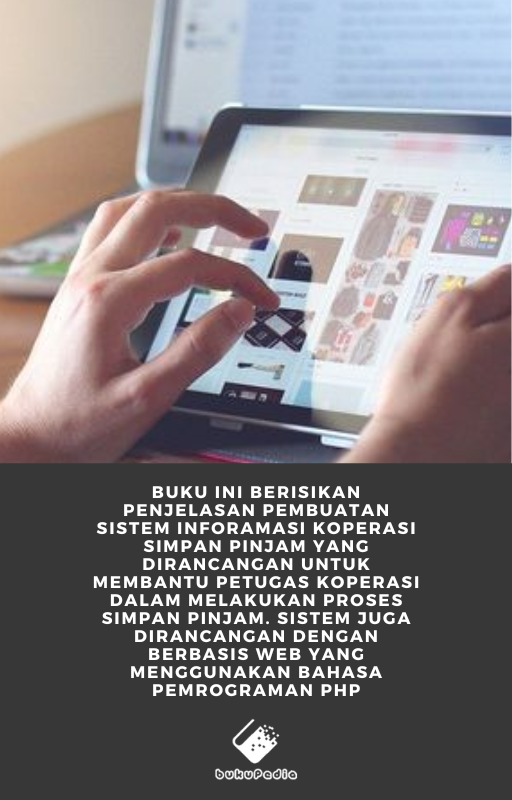 BUKU INI BERISIKAN
PENJELASAN PEMBUATAN
SISTEM INFORAMASI KOPERASI
SIMPAN PINJAM YANG
DIRANCANGAN UNTUK
MEMBANTU PETUGAS KOPERASI
DALAM MELAKUKAN PROSES
SIMPAN PINJAM. SISTEM JUGA
DIRANCANGAN DENGAN
BERBASIS WEB YANG
MENGGUNAKAN BAHASA
PEMROGRAMAN PHP
bukuPedia